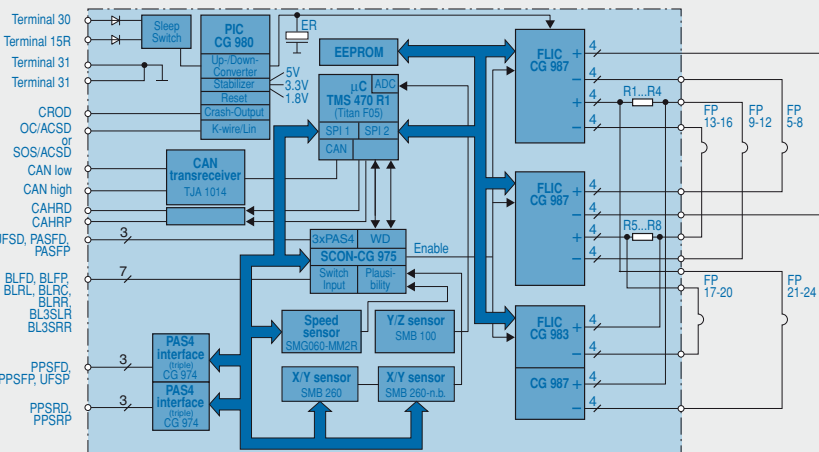 Terminal 30
Terminal 15R
Terminal 31
Terminal 31
CROD
OC/ACSD
or
SOS/ACSD
CAN low
CAN high
CAHRD
CAHRP
PASFD,
PASFP
BLFD, BLFP,
BLRL, BLRC,
BLRR,
BL3SLR
BL3SRR
PPSFD,
PPSFP, UFSP
PPSRD,
PPSRP
3
7
3
3
Sleep
Switch
PIC
CG 980
Up-/Down-
Converter
Stabilizer
Reset
Crash-Output
K-wire/Lin
5V
3.3V
1.8V
ER
EEPROM
µC
ADC
TMS 470 R1
(Titan F05)
SPI 1
SPI 2
CAN
CAN
transreceiver
TJA 1014
3xPAS4
WD
SCON-CG 975
Switch
Input
Plausi-
bility
Enable
Speed
sensor
SMG060-MM2R
Y/Z sensor
SMB 100
X/Y sensor
SMB 260
X/Y sensor
SMB 260-n.b.
PAS4
interface
(triple)
CG 974
PAS4
interface
(triple)
CG 974
FLIC
CG 987
+
−
+
−
4
4
4
4
FLIC
CG 987
+
−
+
−
4
4
4
4
FLIC
CG 983
+
−
4
4
CG 987
+
−
4
4
R1...R4
R5...R8
FP
13-16
FP
9-12
FP
5-8
FP
17-20
FP
21-24